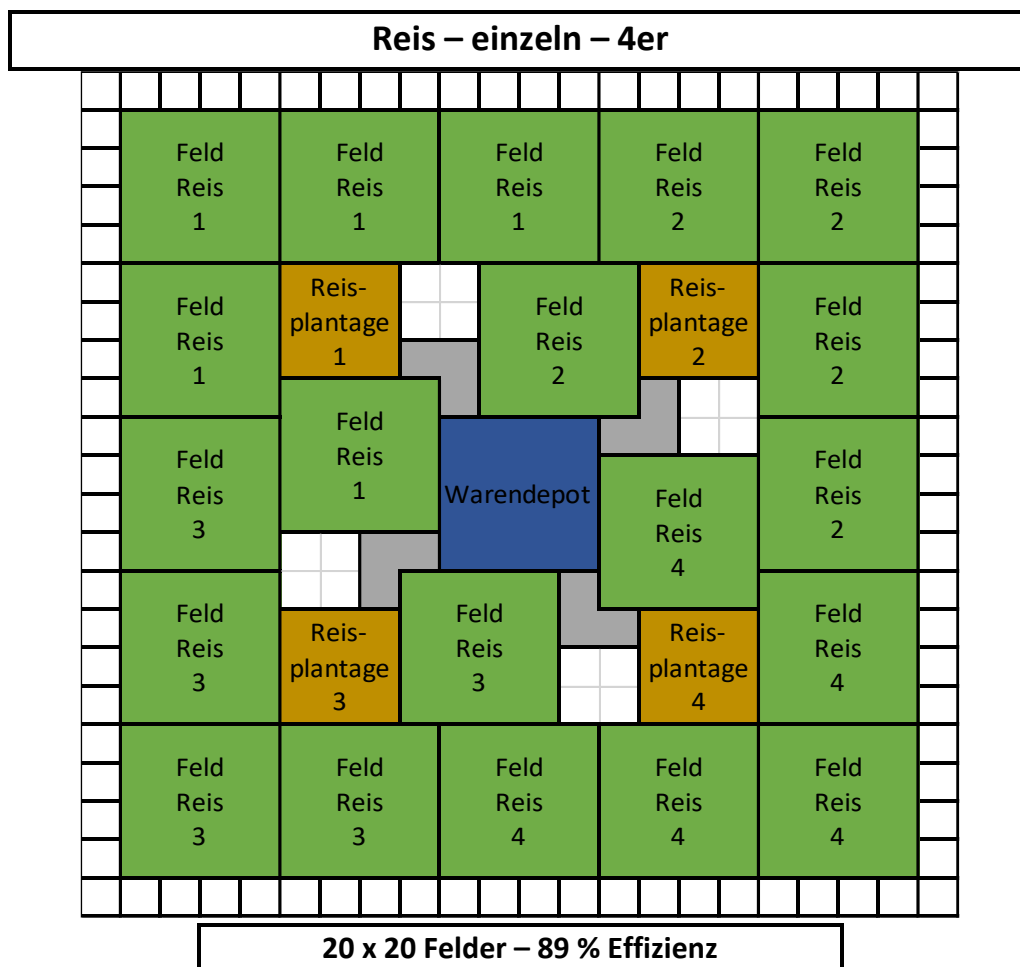 Reis – einzeln – 4er
Feld
Reis
1
Feld
Reis
1
Feld
Reis
1
Feld
Reis
2
Feld
Reis
2
Feld
Reis
1
Reis-
plantage
1
Feld
Reis
2
Reis-
plantage
2
Feld
Reis
2
Feld
Reis
3
Feld
Reis
1
Warendepot
Feld
Reis
4
Feld
Reis
2
Feld
Reis
3
Reis-
plantage
3
Feld
Reis
3
Reis-
plantage
4
Feld
Reis
4
Feld
Reis
3
Feld
Reis
3
Feld
Reis
4
Feld
Reis
4
Feld
Reis
4
20 x 20 Felder – 89 % Effizienz